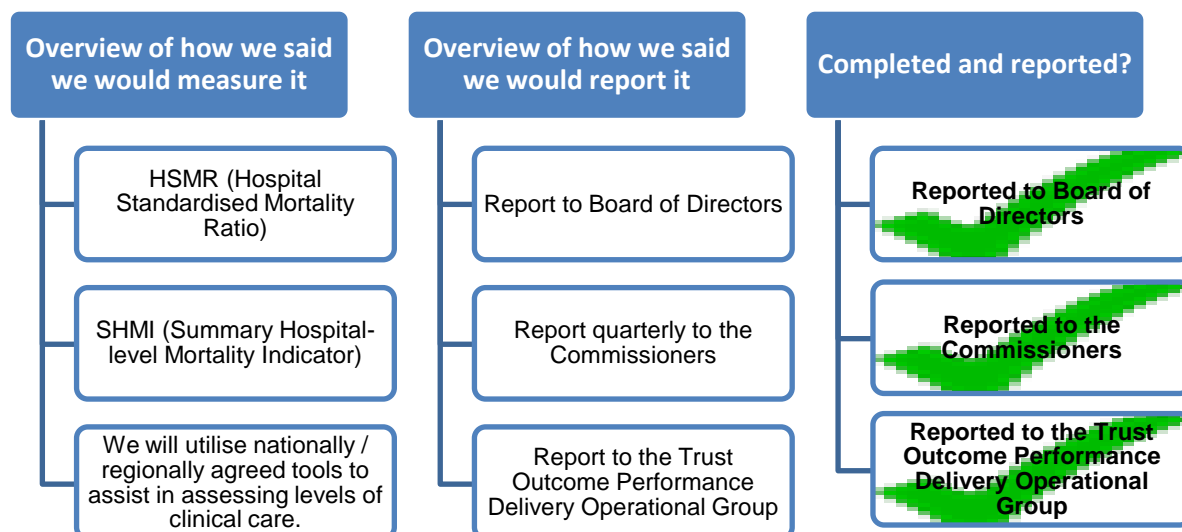 Overview of how we said
we would measure it
HSMR (Hospital
Standardised Mortality
Ratio)
SHMI (Summary Hospital-
level Mortality Indicator)
We will utilise nationally /
regionally agreed tools to
assist in assessing levels of
clinical care.
Overview of how we said
we would report it
Report to Board of Directors
Report quarterly to the
Commissioners
Report to the Trust
Outcome Performance
Delivery Operational Group
Completed and reported?
Reported to Board of
Directors
Reported to the
Commissioners
Reported to the Trust
Outcome Performance
Delivery Operational
Group